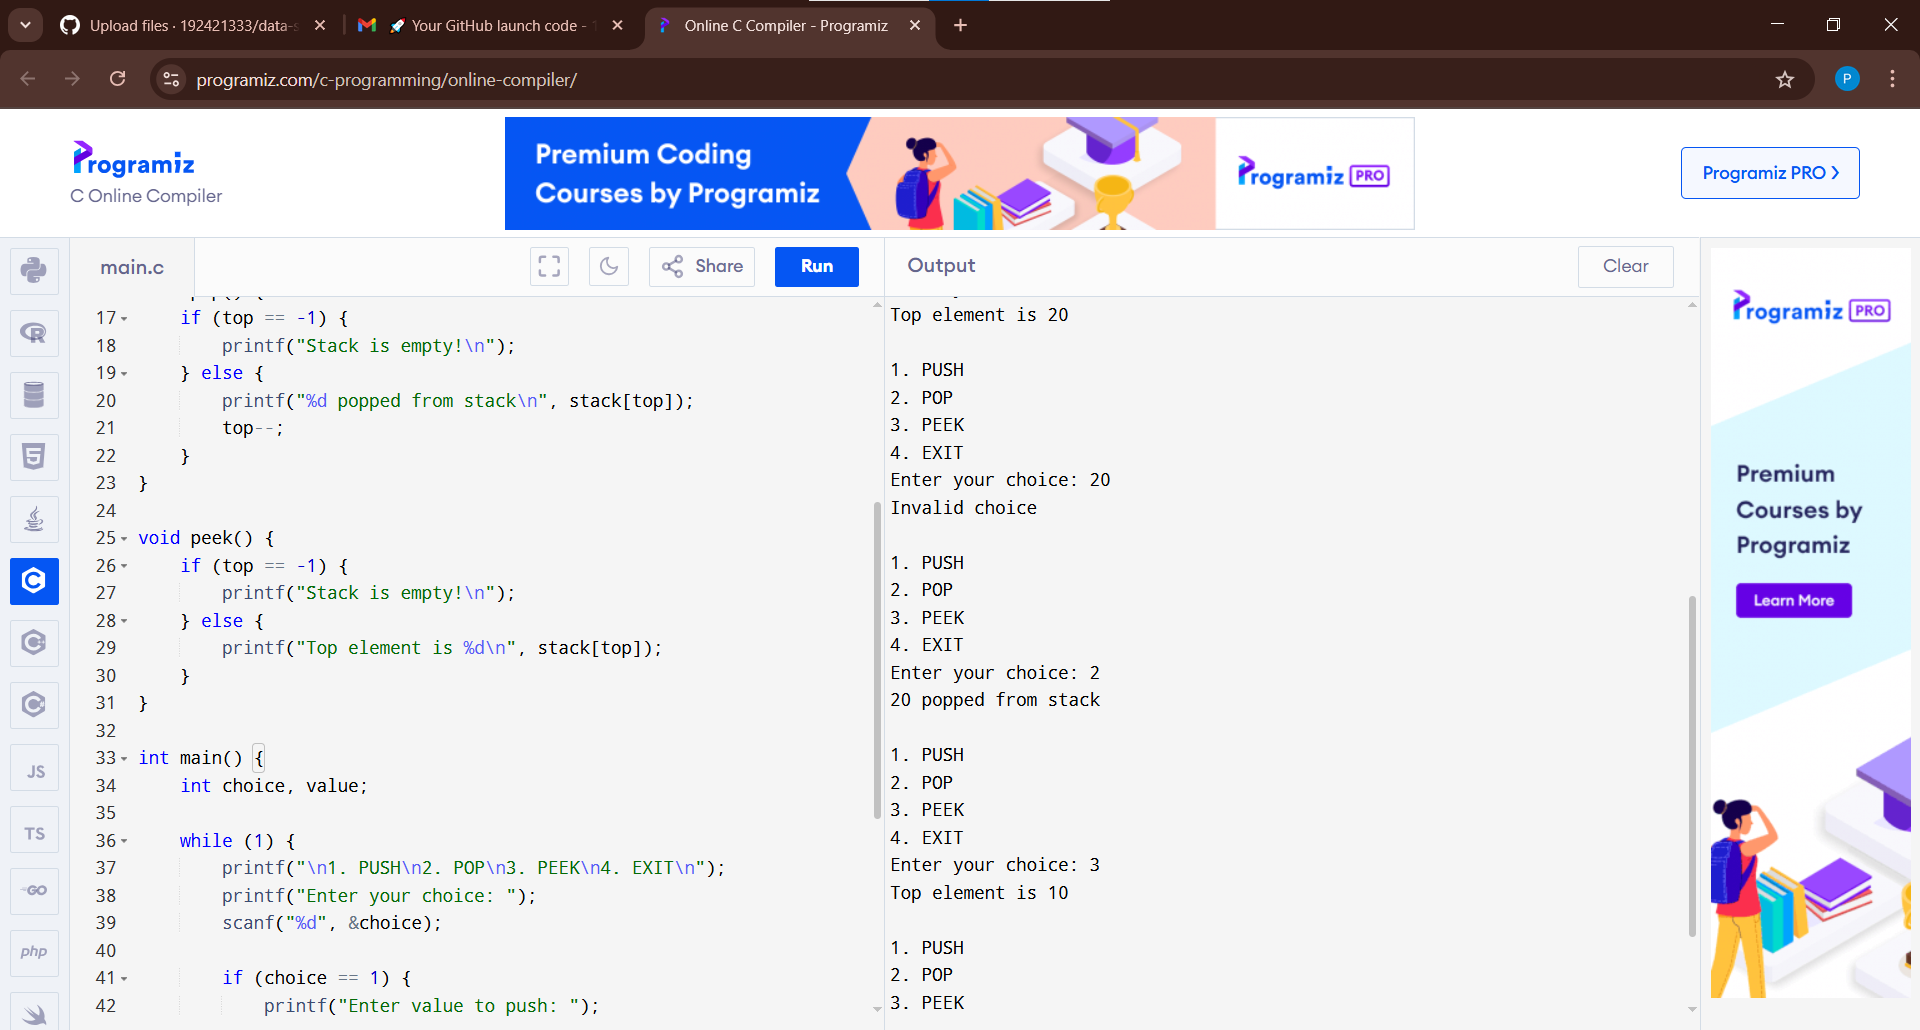 Upload files · 192421333/data-s
Your GitHub launch code - 1
Online C Compiler - Programiz
programiz.com/c-programming/online-compiler/
P
Programiz
C Online Compiler
Premium Coding
Courses by Programiz
Programiz PRO
Programiz PRO
main.c
Share
Run
Output
Clear
17 if (top == -1) {
18 printf("Stack is empty!\n");
19 } else {
20 printf("%d popped from stack\n", stack[top]);
21 top--;
22 }
23 }
24
25 void peek() {
26 if (top == -1) {
27 printf("Stack is empty!\n");
28 } else {
29 printf("Top element is %d\n", stack[top]);
30 }
31 }
32
33 int main() {
34 int choice, value;
35
36 while (1) {
37 printf("\n1. PUSH\n2. POP\n3. PEEK\n4. EXIT\n");
38 printf("Enter your choice: ");
39 scanf("%d", &choice);
40
41 if (choice == 1) {
42 printf("Enter value to push: ");
Top element is 20
1. PUSH
2. POP
3. PEEK
4. EXIT
Enter your choice: 20
Invalid choice
1. PUSH
2. POP
3. PEEK
4. EXIT
Enter your choice: 2
20 popped from stack
1. PUSH
2. POP
3. PEEK
4. EXIT
Enter your choice: 3
Top element is 10
1. PUSH
2. POP
3. PEEK
Programiz PRO
Premium
Courses by
Programiz
Learn More
R
5
C
C
C
JS
TS
GO
php